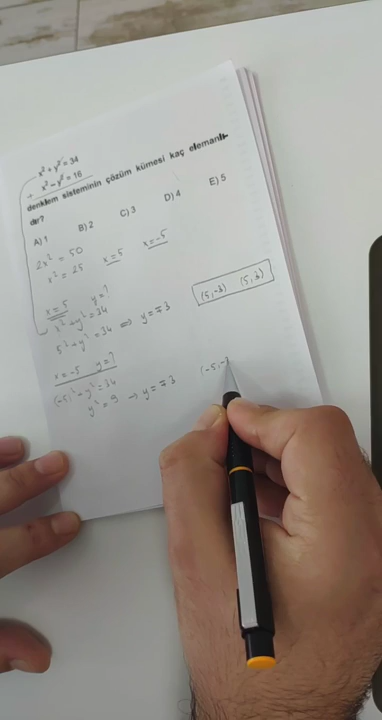 x² + y² = 34
+ x² - y² = 16
denklem sisteminin çözüm kümesi kaç elemanlı-
dır?
A) 1 B) 2 C) 3 D) 4 E) 5
2x² = 50
x² = 25 x=5 x=-5
x=5 y=?
x² + y² = 34
5² + y² = 34 ⇒ y = ∓3
(5,-3) (5,3)
x=-5 y=?
(-5)² + y² = 34
y² = 9 → y = ∓3
(-5,-3